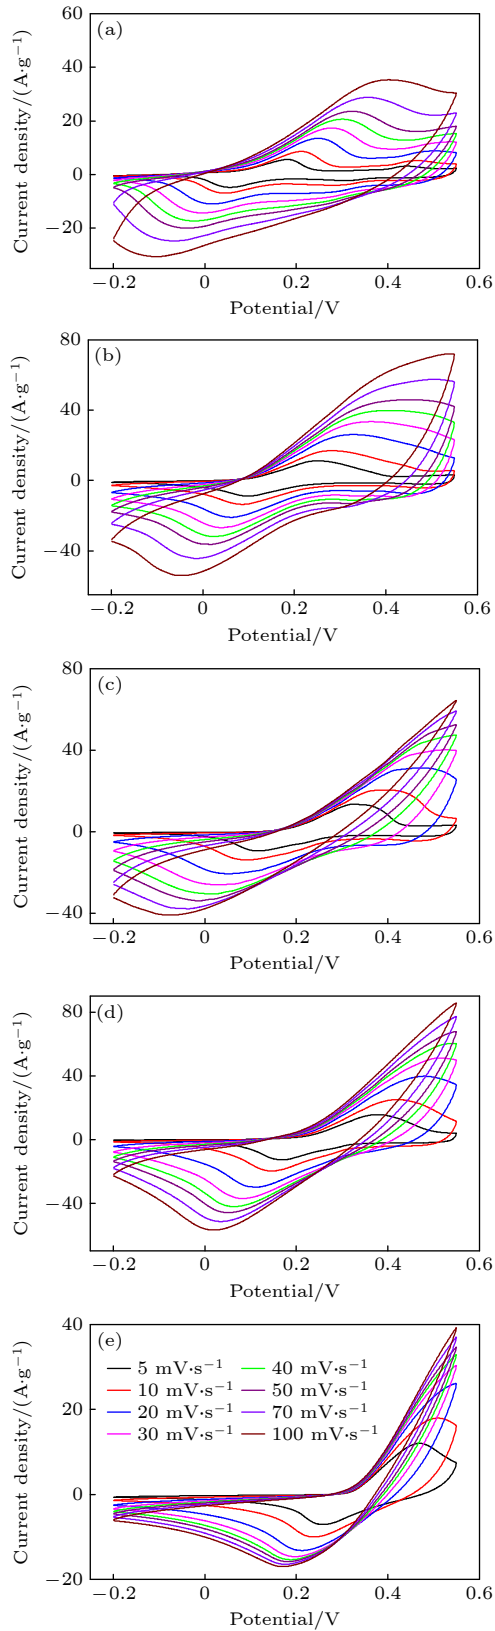 (a)
60
40
20
0
−20
−0.2 0 0.2 0.4 0.6
Current density/(A·g−1)
Potential/V
(b)
80
40
0
−40
−0.2 0 0.2 0.4 0.6
Current density/(A·g−1)
Potential/V
(c)
80
40
0
−40
−0.2 0 0.2 0.4 0.6
Current density/(A·g−1)
Potential/V
(d)
80
40
0
−40
−0.2 0 0.2 0.4 0.6
Current density/(A·g−1)
Potential/V
(e)
5 mV·s−1 40 mV·s−1
10 mV·s−1 50 mV·s−1
20 mV·s−1 70 mV·s−1
30 mV·s−1 100 mV·s−1
40
20
0
−20
−0.2 0 0.2 0.4 0.6
Current density/(A·g−1)
Potential/V